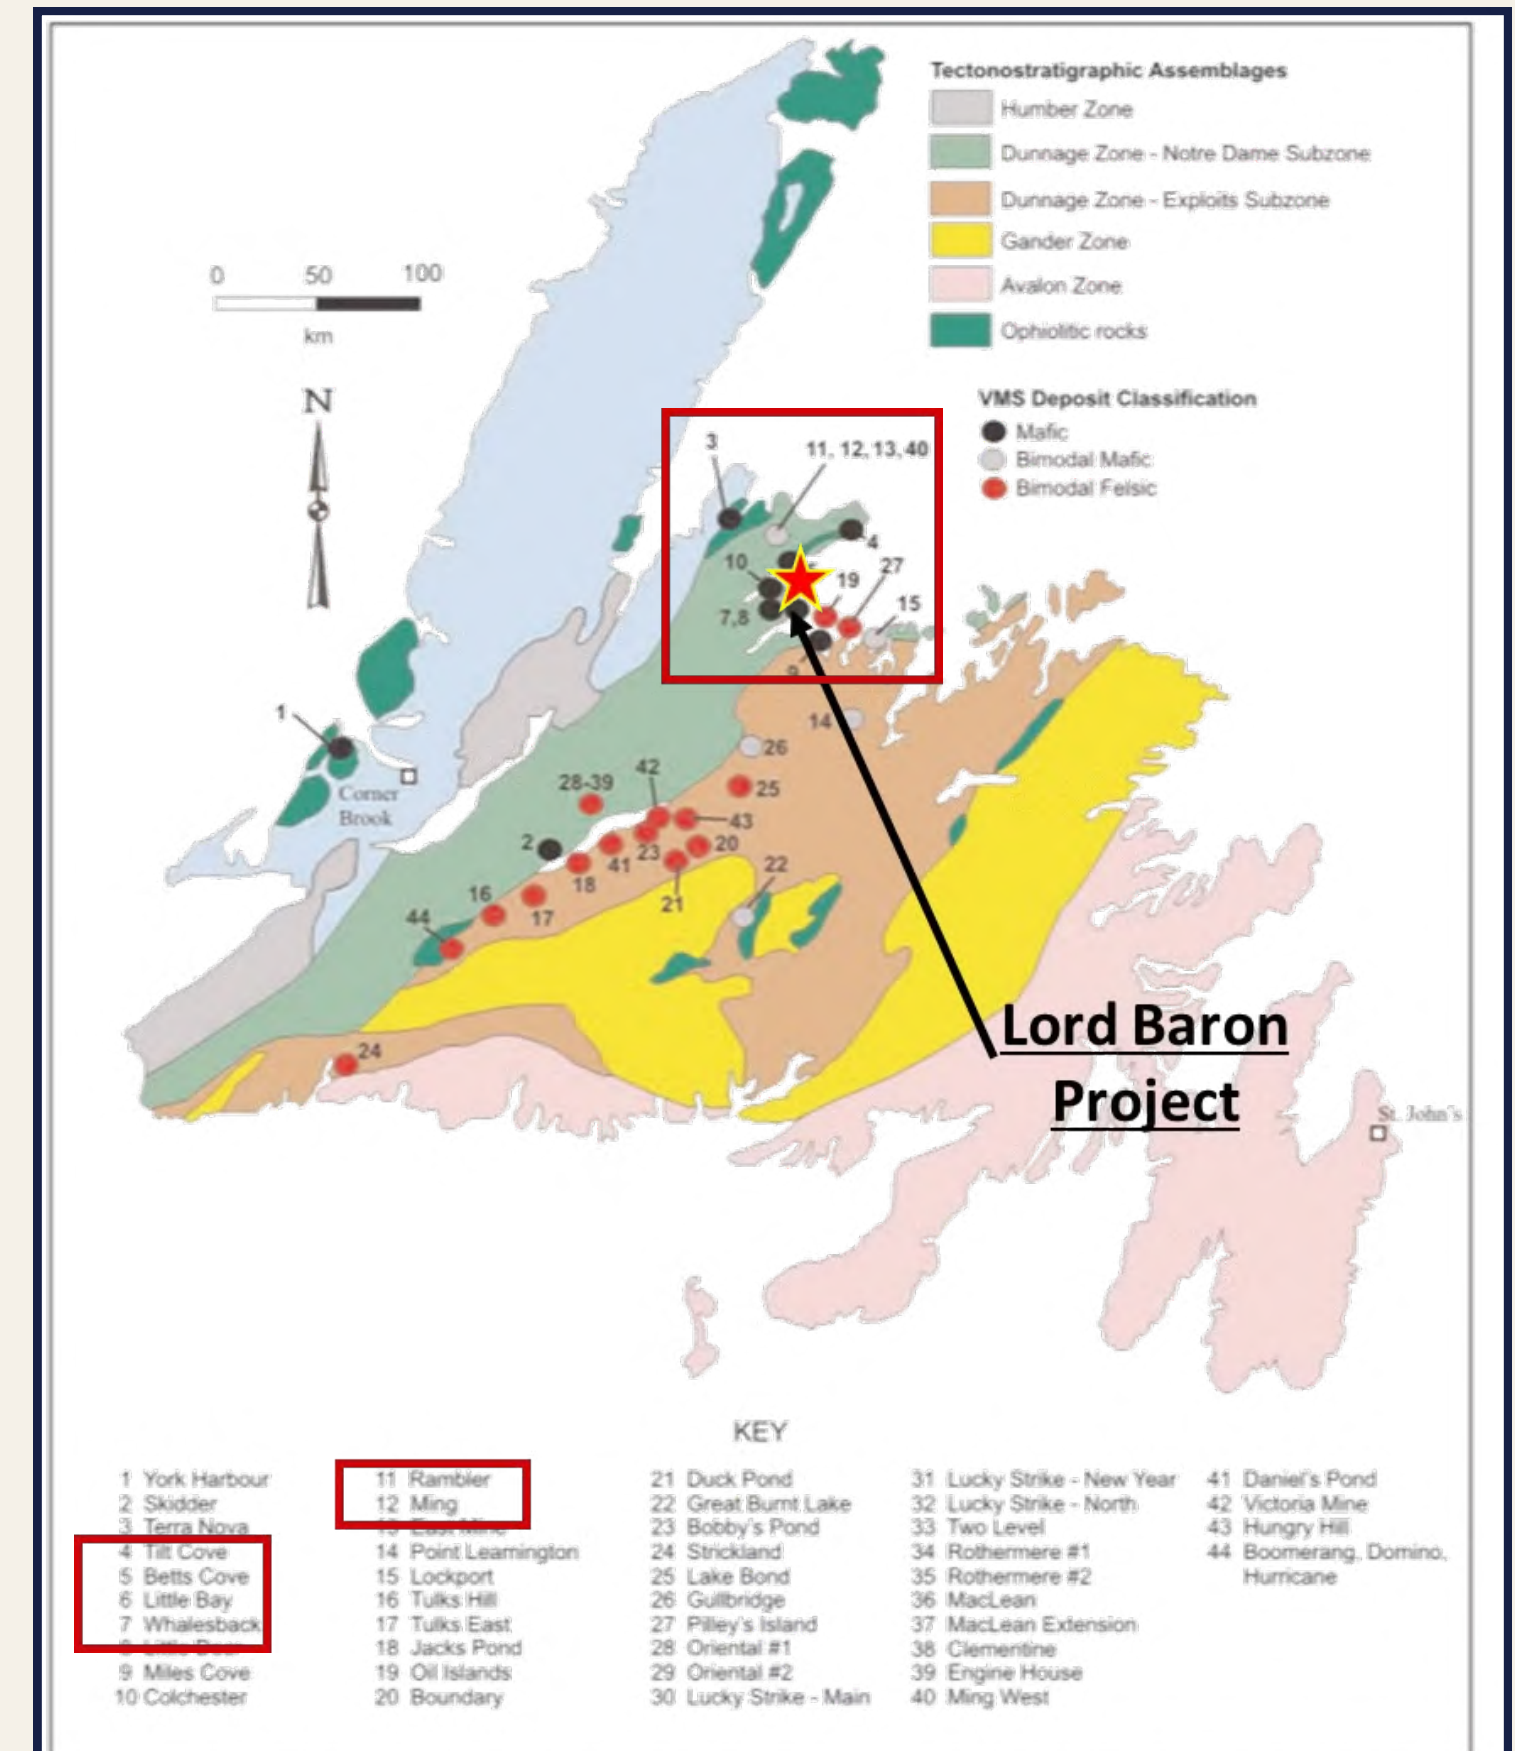 Tectonostratigraphic Assemblages
Humber Zone
Dunnage Zone - Notre Dame Subzone
Dunnage Zone - Exploits Subzone
Gander Zone
Avalon Zone
Ophiolitic rocks
0 50 100
km
N
VMS Deposit Classification
Mafic
Bimodal Mafic
Bimodal Felsic
3
11, 12, 13, 40
4
10
19
27
7,8
15
9
1
14
26
Corner
Brook
28-39
42
25
43
2
41
23
20
18
22
16
17
21
44
24
Lord Baron
Project
St. John's
KEY
1 York Harbour
2 Skidder
3 Terra Nova
4 Tilt Cove
5 Betts Cove
6 Little Bay
7 Whalesback
8 Little Deer
9 Miles Cove
10 Colchester
11 Rambler
12 Ming
13 East Mine
14 Point Leamington
15 Lockport
16 Tulks Hill
17 Tulks East
18 Jacks Pond
19 Oil Islands
20 Boundary
21 Duck Pond
22 Great Burnt Lake
23 Bobby's Pond
24 Strickland
25 Lake Bond
26 Gullbridge
27 Pilley's Island
28 Oriental #1
29 Oriental #2
30 Lucky Strike - Main
31 Lucky Strike - New Year
32 Lucky Strike - North
33 Two Level
34 Rothermere #1
35 Rothermere #2
36 MacLean
37 MacLean Extension
38 Clementine
39 Engine House
40 Ming West
41 Daniel's Pond
42 Victoria Mine
43 Hungry Hill
44 Boomerang, Domino,
Hurricane